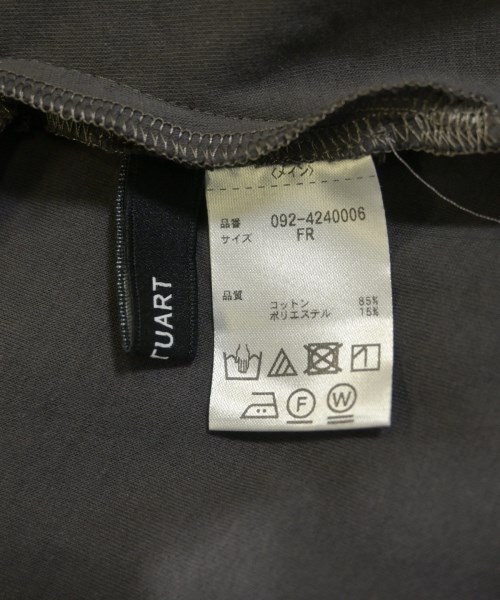 〈メイン〉
品番 092-4240006
サイズ FR
品質
コットン 85%
ポリエステル 15%
F W
TUART